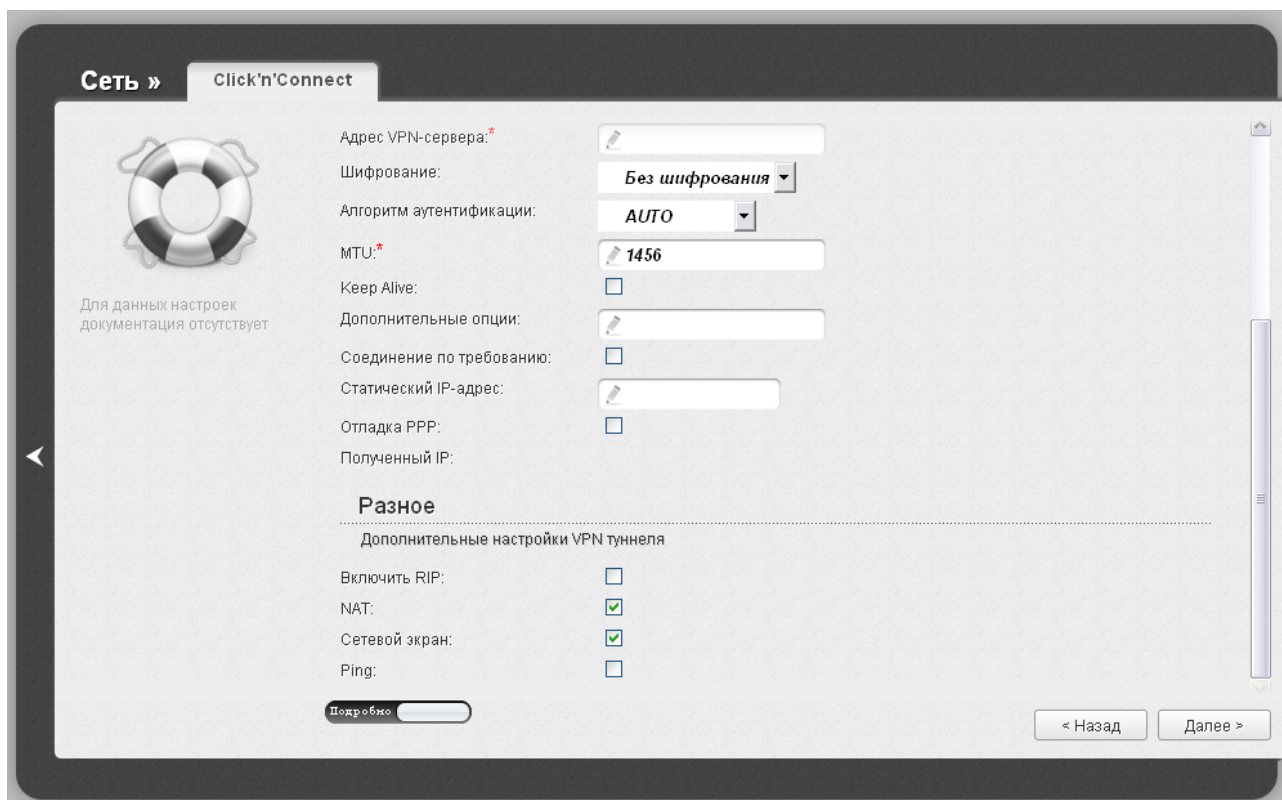 Сеть »
Click'n'Connect
Для данных настроек
документация отсутствует
Адрес VPN-сервера:*
Шифрование:
Без шифрования
Алгоритм аутентификации:
AUTO
MTU:*
1456
Keep Alive:
Дополнительные опции:
Соединение по требованию:
Статический IP-адрес:
Отладка PPP:
Полученный IP:
Разное
Дополнительные настройки VPN туннеля
Включить RIP:
NAT:
Сетевой экран:
Ping:
Подробно
< Назад
Далее >